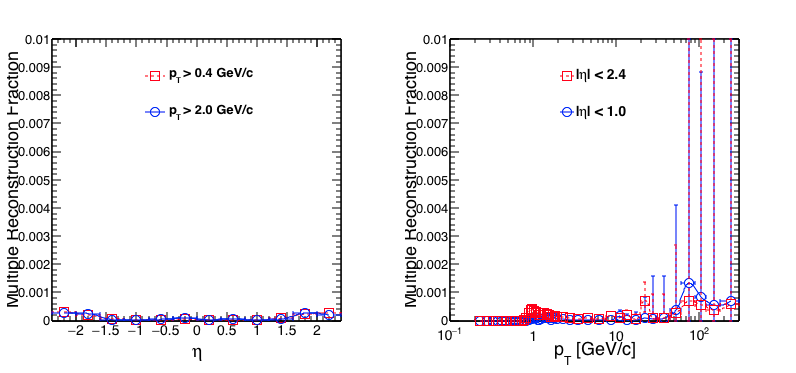 Multiple Reconstruction Fraction
0.01
0.009
0.008
0.007
0.006
0.005
0.004
0.003
0.002
0.001
0
p_T > 0.4 GeV/c
p_T > 2.0 GeV/c
−2 −1.5 −1 −0.5 0 0.5 1 1.5 2
η
Multiple Reconstruction Fraction
0.01
0.009
0.008
0.007
0.006
0.005
0.004
0.003
0.002
0.001
0
|η| < 2.4
|η| < 1.0
10⁻¹ 1 10 10²
p_T [GeV/c]